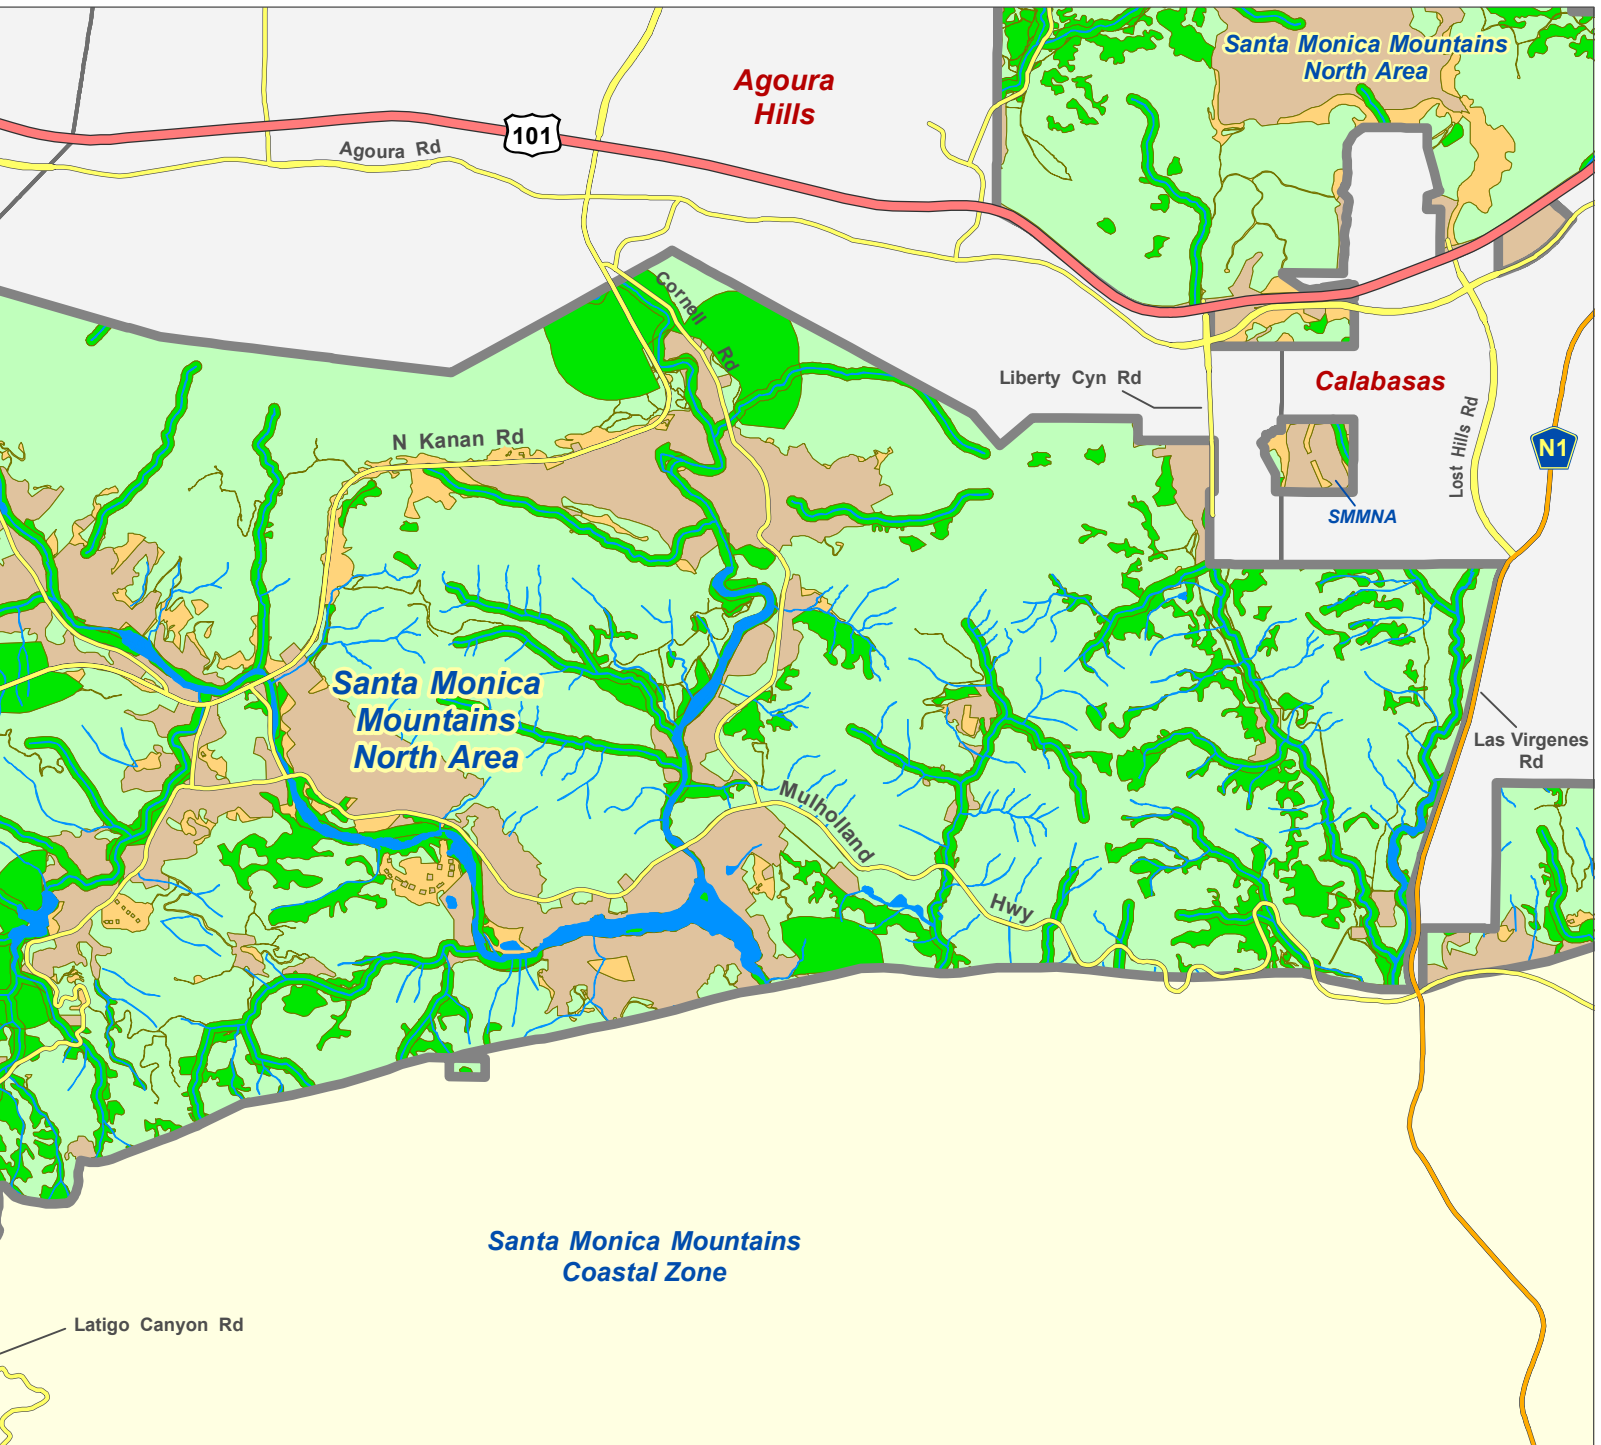 Santa Monica Mountains
North Area
Agoura
Hills
101
Agoura Rd
Cornell Rd
Liberty Cyn Rd
Calabasas
Lost Hills Rd
N1
N Kanan Rd
SMMNA
Santa Monica
Mountains
North Area
Las Virgenes
Rd
Mulholland Hwy
Santa Monica Mountains
Coastal Zone
Latigo Canyon Rd